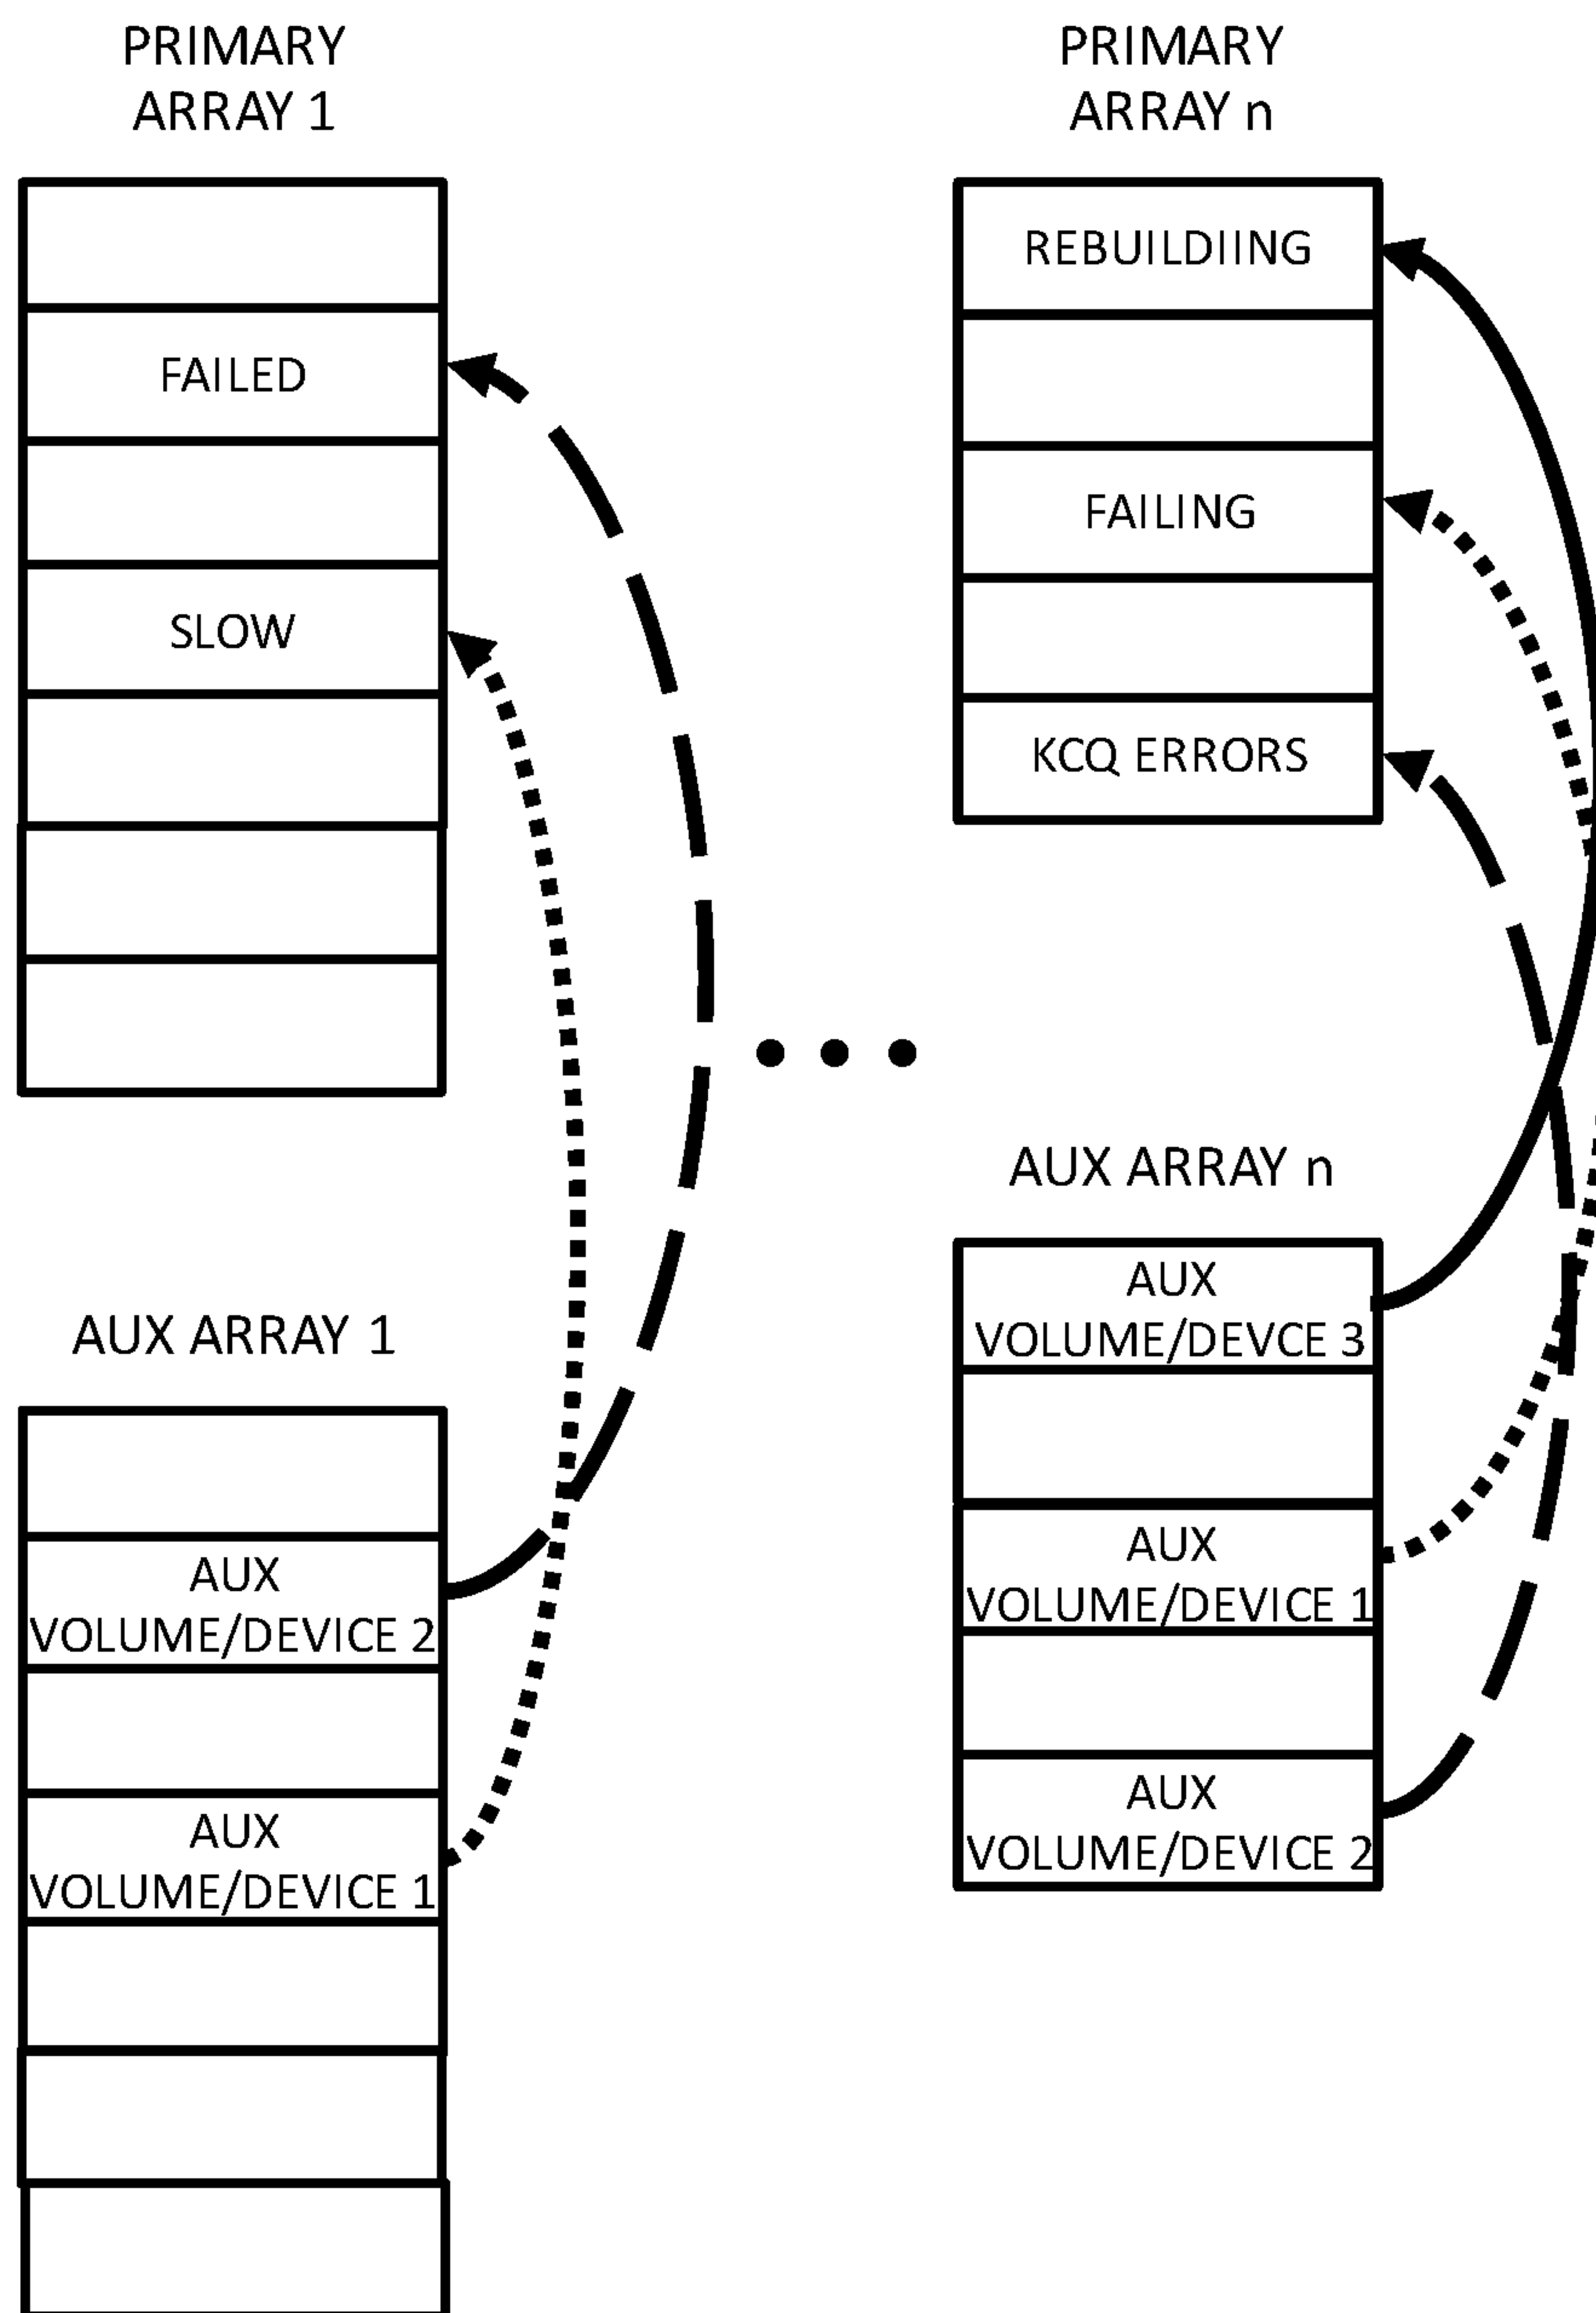 PRIMARY
ARRAY 1
FAILED
SLOW
AUX ARRAY 1
AUX
VOLUME/DEVICE 2
AUX
VOLUME/DEVICE 1
PRIMARY
ARRAY n
REBUILDIING
FAILING
KCQ ERRORS
AUX ARRAY n
AUX
VOLUME/DEVCE 3
AUX
VOLUME/DEVICE 1
AUX
VOLUME/DEVICE 2